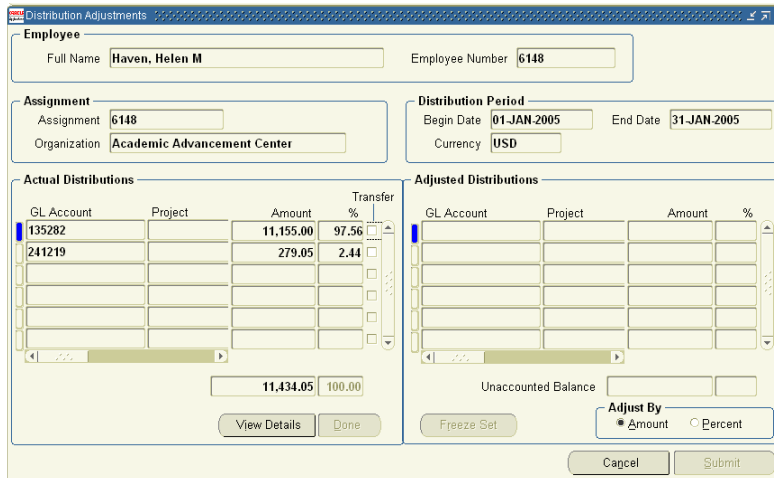 Distribution Adjustments
Employee
Full Name Haven, Helen M Employee Number 6148
Assignment
Assignment 6148
Organization Academic Advancement Center
Distribution Period
Begin Date 01-JAN-2005 End Date 31-JAN-2005
Currency USD
Actual Distributions
Transfer
GL Account Project Amount %
135282 11,155.00 97.56
241219 279.05 2.44
11,434.05 100.00
View Details Done
Adjusted Distributions
GL Account Project Amount %
Unaccounted Balance
Freeze Set
Adjust By
Amount Percent
Cancel Submit